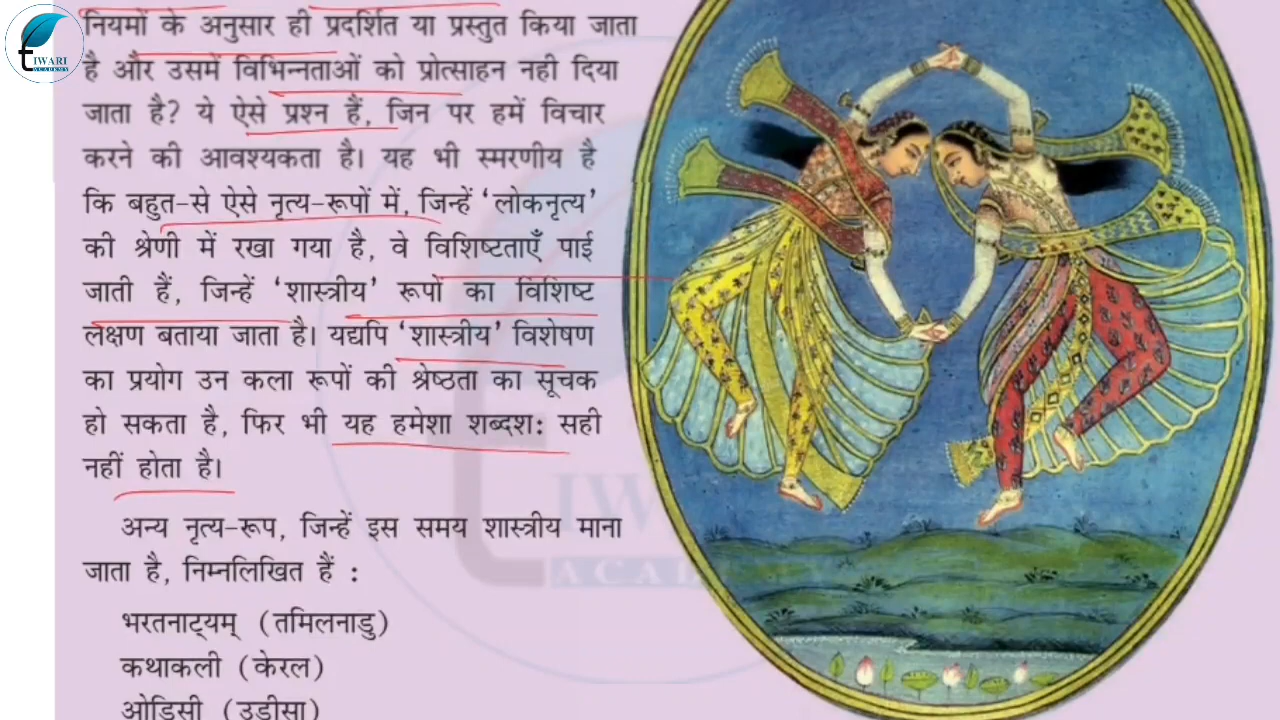 नियमों के अनुसार ही प्रदर्शित या प्रस्तुत किया जाता
है और उसमें विभिन्नताओं को प्रोत्साहन नही दिया
जाता है? ये ऐसे प्रश्न हैं, जिन पर हमें विचार
करने की आवश्यकता है। यह भी स्मरणीय है
कि बहुत-से ऐसे नृत्य-रूपों में, जिन्हें ‘लोकनृत्य’
की श्रेणी में रखा गया है, वे विशिष्टताएँ पाई
जाती हैं, जिन्हें ‘शास्त्रीय’ रूपों का विशिष्ट
लक्षण बताया जाता है। यद्यपि ‘शास्त्रीय’ विशेषण
का प्रयोग उन कला रूपों की श्रेष्ठता का सूचक
हो सकता है, फिर भी यह हमेशा शब्दशः सही
नहीं होता है।
अन्य नृत्य-रूप, जिन्हें इस समय शास्त्रीय माना
जाता है, निम्नलिखित हैं :
भरतनाट्यम् (तमिलनाडु)
कथाकली (केरल)
ओडिसी (उडीसा)
TIWARI
ACADEMY